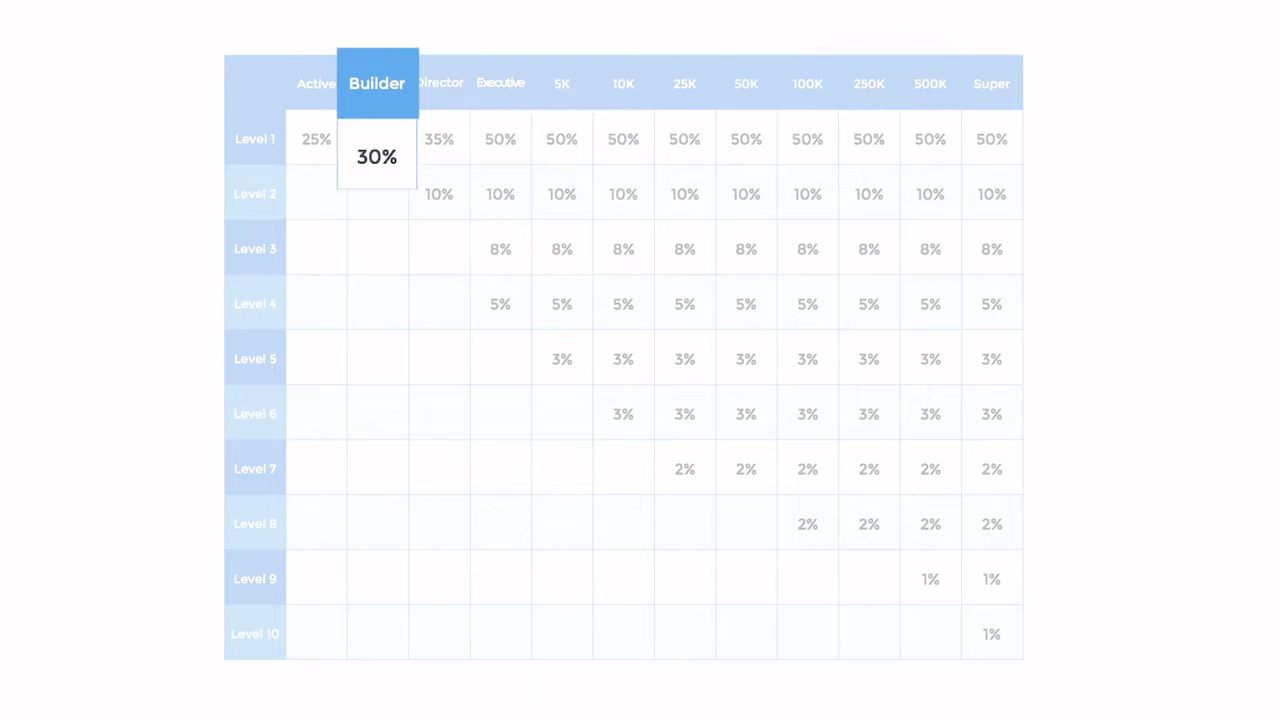 Active Builder Director Executive 5K 10K 25K 50K 100K 250K 500K Super
Level 1 25% 30% 35% 50% 50% 50% 50% 50% 50% 50% 50% 50%
Level 2 10% 10% 10% 10% 10% 10% 10% 10% 10% 10%
Level 3 8% 8% 8% 8% 8% 8% 8% 8% 8%
Level 4 5% 5% 5% 5% 5% 5% 5% 5% 5%
Level 5 3% 3% 3% 3% 3% 3% 3% 3%
Level 6 3% 3% 3% 3% 3% 3% 3%
Level 7 2% 2% 2% 2% 2% 2%
Level 8 2% 2% 2% 2%
Level 9 1% 1%
Level 10 1%